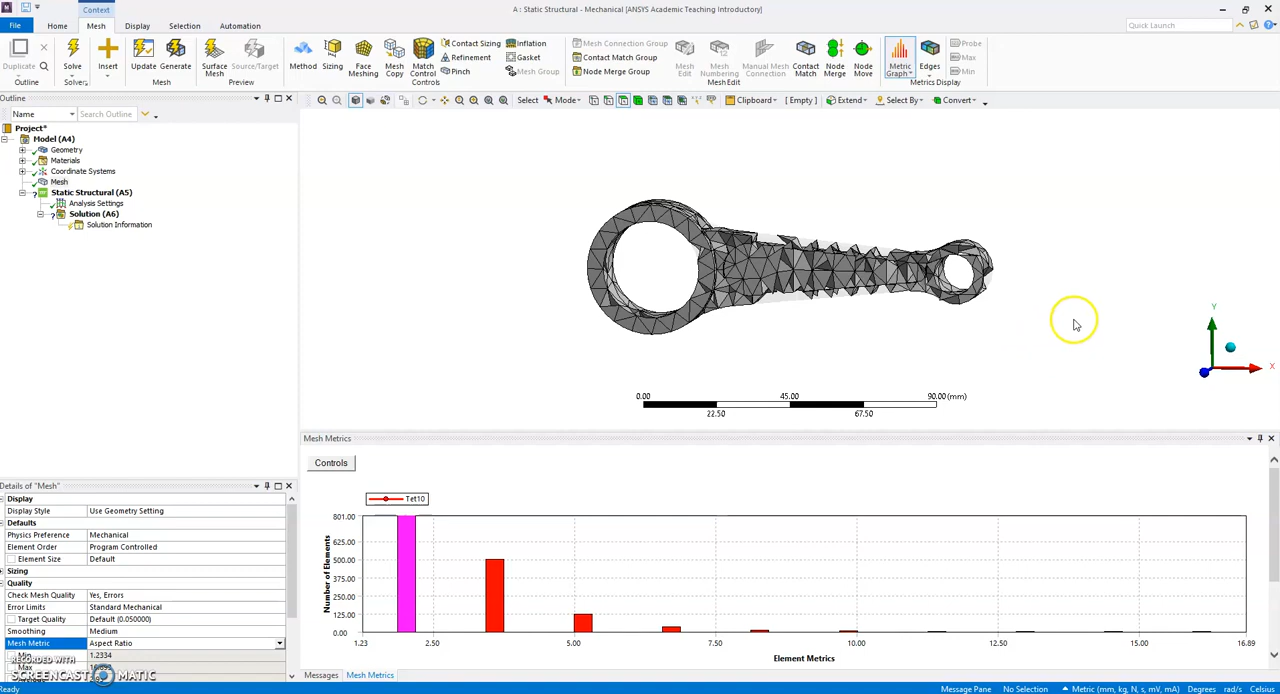 Context
A : Static Structural - Mechanical [ANSYS Academic Teaching Introductory]
File Home Mesh Display Selection Automation
Quick Launch
Duplicate
Outline
Solve
Solver
Insert
Update Generate
Mesh
Surface Mesh
Source/Target
Preview
Method Sizing Face Meshing Mesh Copy Match Control
Contact Sizing
Refinement
Pinch
Inflation
Gasket
Mesh Group
Controls
Mesh Connection Group
Contact Match Group
Node Merge Group
Mesh Edit
Mesh Numbering
Manual Mesh Connection
Contact Match
Node Merge
Node Move
Mesh Edit
Metric Graph
Edges
Probe
Max
Min
Metrics Display
Outline
Name Search Outline
Select Mode Clipboard [ Empty ] Extend Select By Convert
Project*
Model (A4)
Geometry
Materials
Coordinate Systems
Mesh
Static Structural (A5)
Analysis Settings
Solution (A6)
Solution Information
Y
X
0.00 45.00 90.00 (mm)
22.50 67.50
Details of "Mesh"
Display
Display Style Use Geometry Setting
Defaults
Physics Preference Mechanical
Element Order Program Controlled
Element Size Default
Sizing
Quality
Check Mesh Quality Yes, Errors
Error Limits Standard Mechanical
Target Quality Default (0.050000)
Smoothing Medium
Mesh Metric Aspect Ratio
Min 1.2334
Max
RECORDED WITH
SCREENCAST MATIC
Mesh Metrics
Controls
Tet10
Number of Elements
801.00
625.00
500.00
375.00
250.00
125.00
0.00
1.23 2.50 5.00 7.50 10.00 12.50 15.00 16.89
Element Metrics
Messages Mesh Metrics
Ready
Message Pane No Selection Metric (mm, kg, N, s, mV, mA) Degrees rad/s Celsius